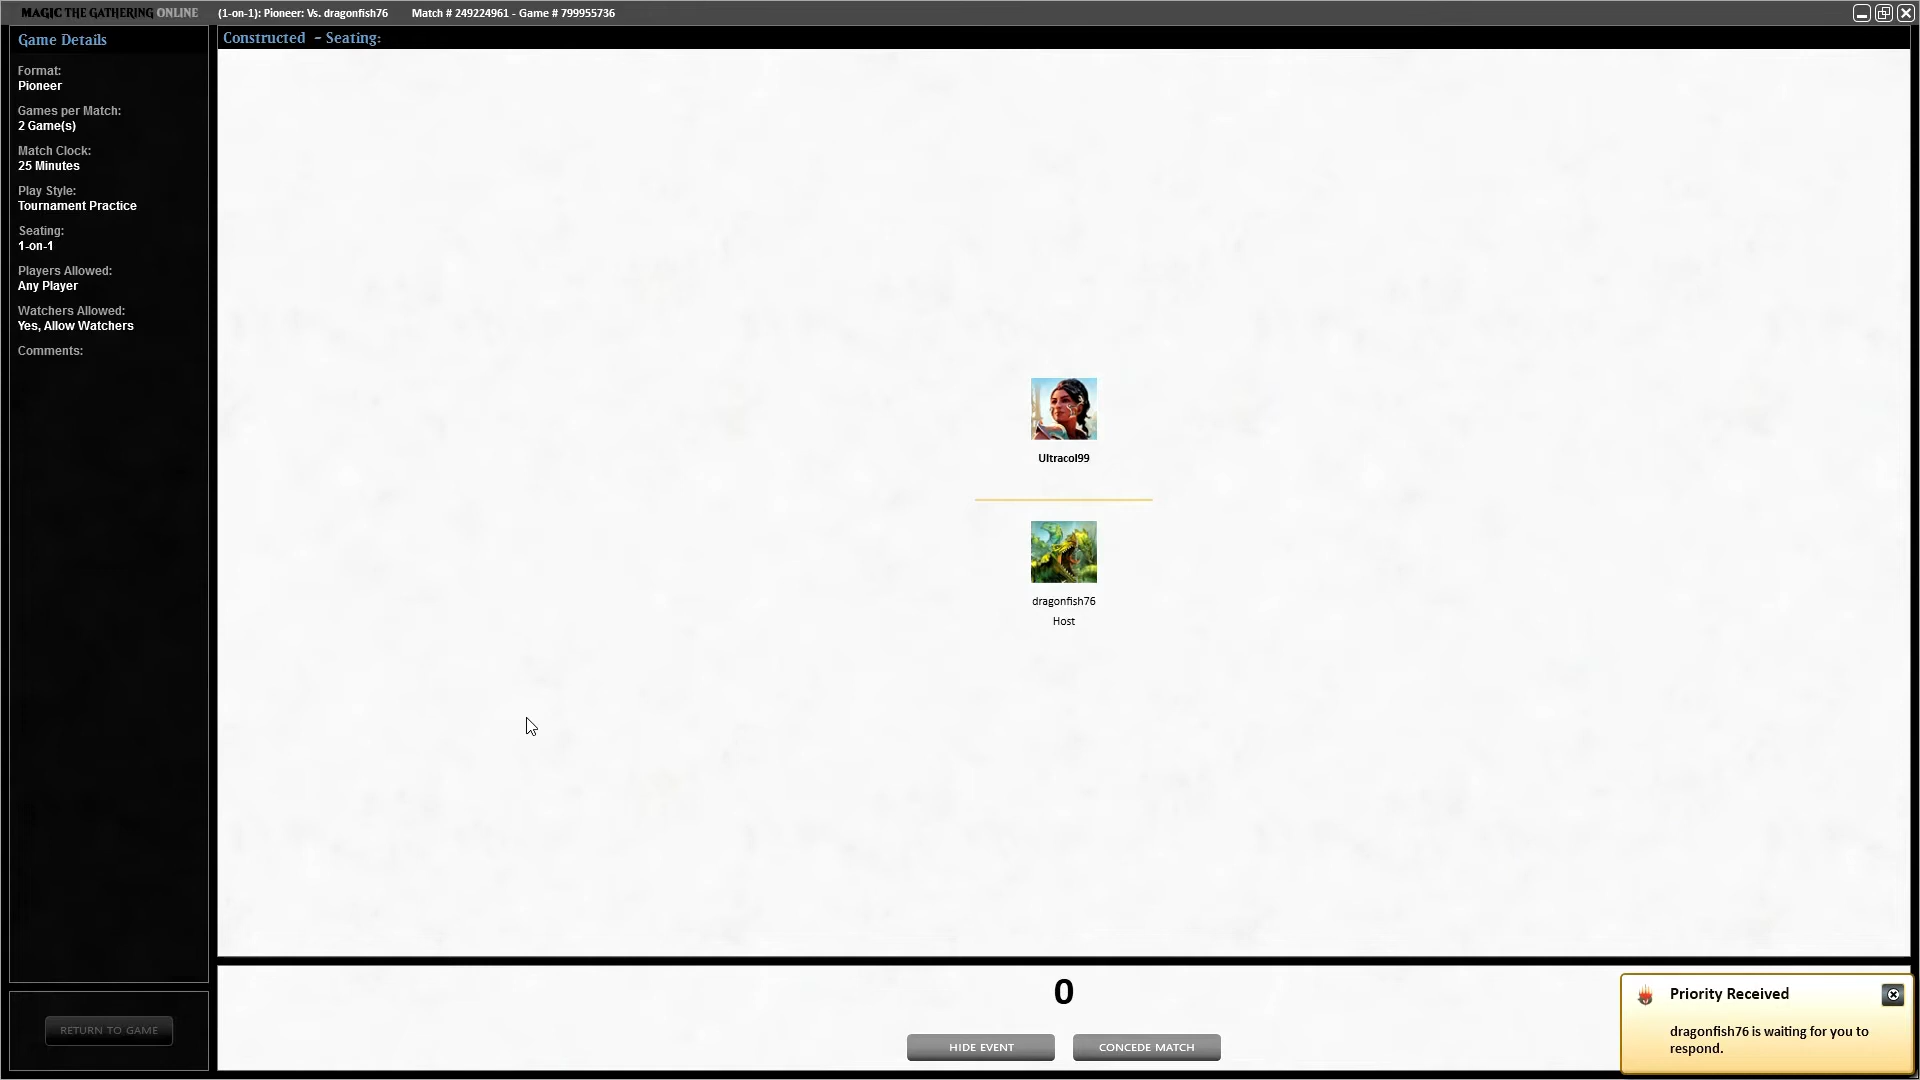 MAGIC THE GATHERING ONLINE (1-on-1): Pioneer: Vs. dragonfish76 Match # 249224961 - Game # 799955736
Game Details
Format:
Pioneer
Games per Match:
2 Game(s)
Match Clock:
25 Minutes
Play Style:
Tournament Practice
Seating:
1-on-1
Players Allowed:
Any Player
Watchers Allowed:
Yes, Allow Watchers
Comments:
RETURN TO GAME
Constructed - Seating:
Ultracol99
dragonfish76
Host
0
HIDE EVENT CONCEDE MATCH
Priority Received
dragonfish76 is waiting for you to
respond.